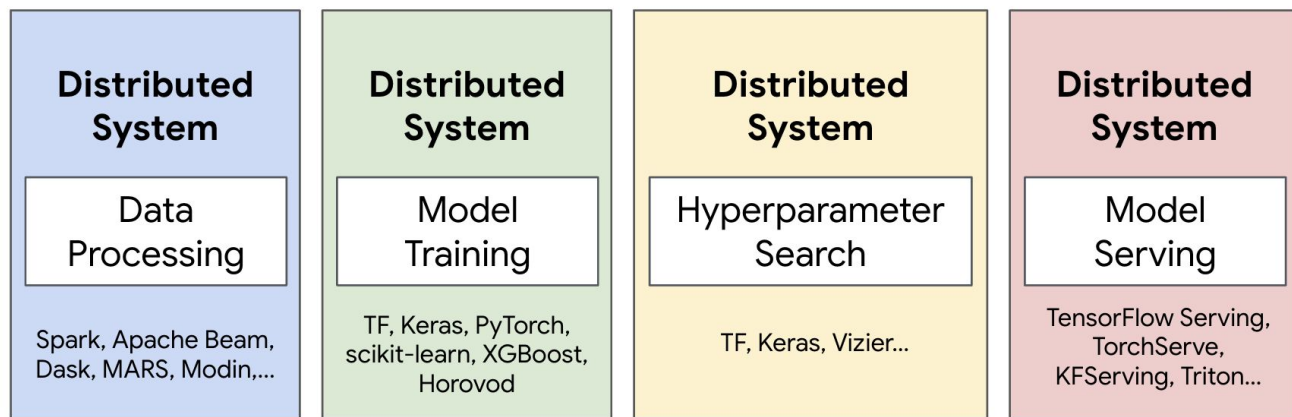 Distributed
System
Data
Processing
Spark, Apache Beam,
Dask, MARS, Modin,...
Distributed
System
Model
Training
TF, Keras, PyTorch,
scikit-learn, XGBoost,
Horovod
Distributed
System
Hyperparameter
Search
TF, Keras, Vizier...
Distributed
System
Model
Serving
TensorFlow Serving,
TorchServe,
KFServing, Triton...